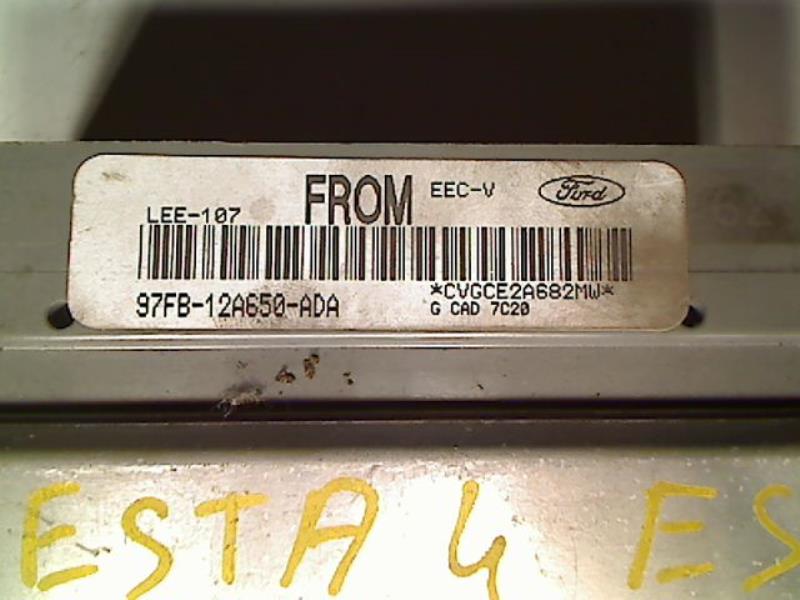 FROM EEC-V Ford
LEE-107
97FB-12A650-ADA *CVGCE2A682MW*
G CAD 7C20
ESTA 4 ES